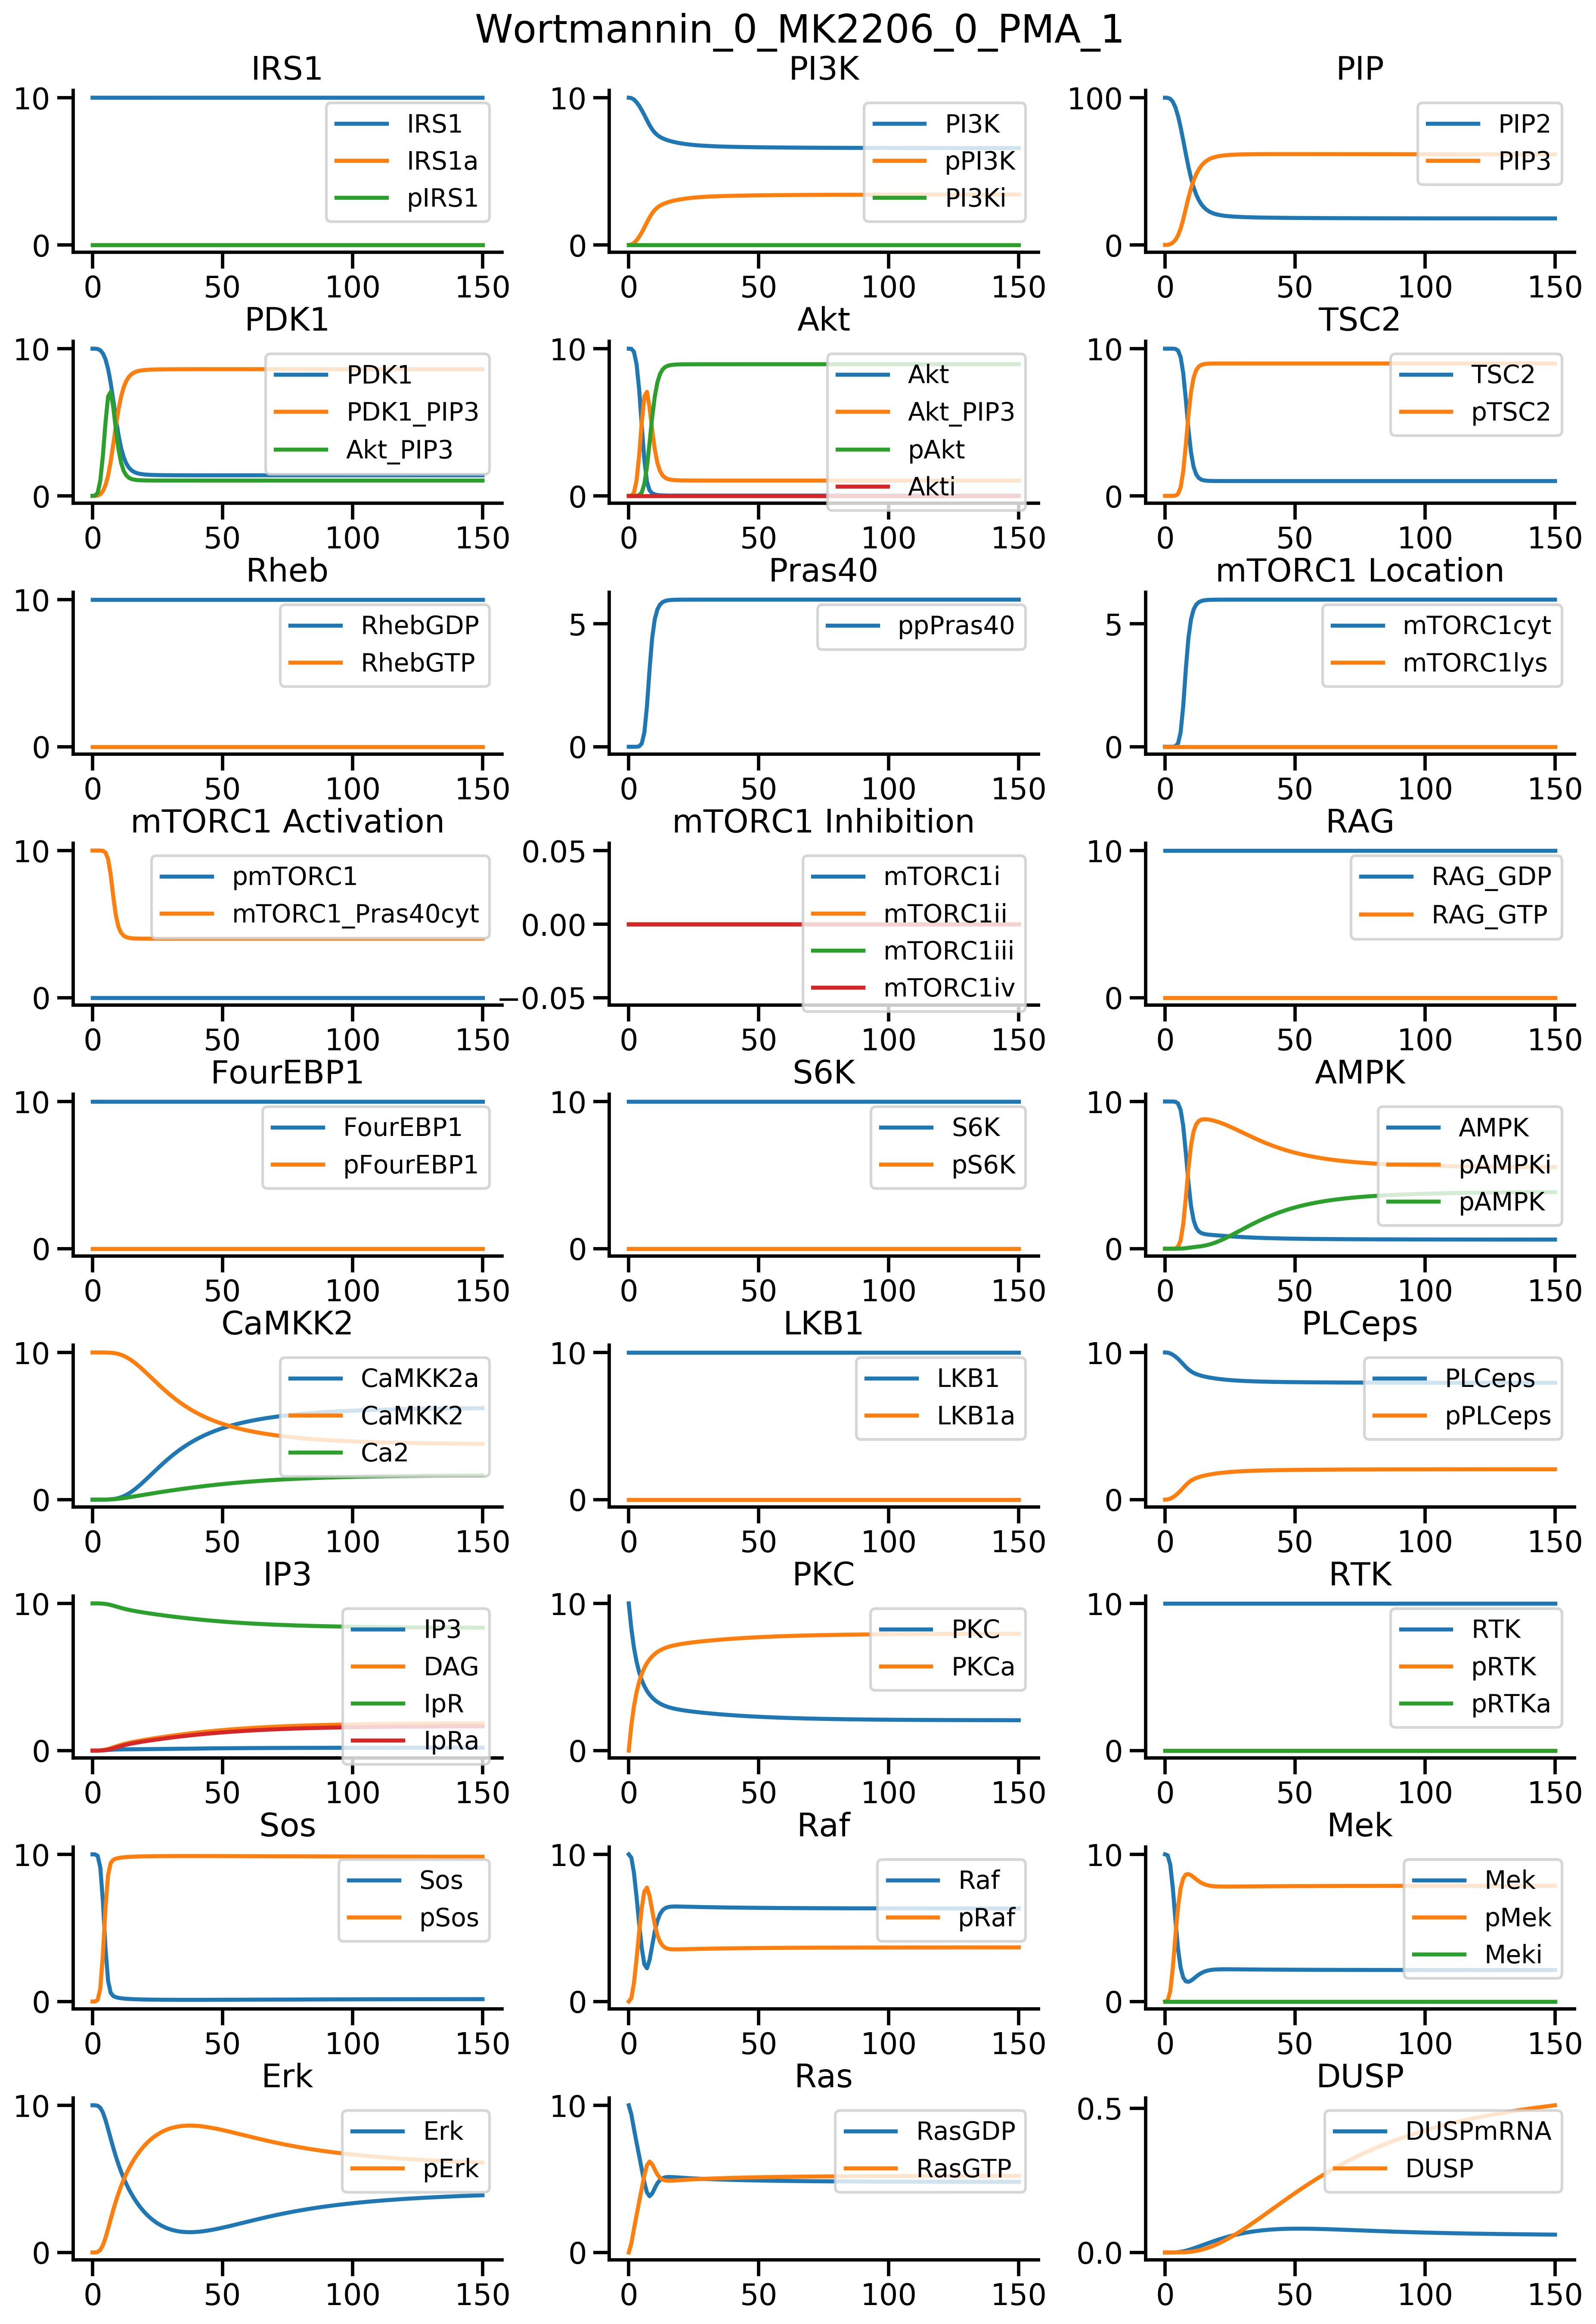 Wortmannin_0_MK2206_0_PMA_1
IRS1
PI3K
PIP
10
0
IRS1
IRS1a
pIRS1
0 50 100 150
10
0
PI3K
pPI3K
PI3Ki
0 50 100 150
100
0
PIP2
PIP3
0 50 100 150
PDK1
Akt
TSC2
10
0
PDK1
PDK1_PIP3
Akt_PIP3
0 50 100 150
10
0
Akt
Akt_PIP3
pAkt
Akti
0 50 100 150
10
0
TSC2
pTSC2
0 50 100 150
Rheb
Pras40
mTORC1 Location
10
0
RhebGDP
RhebGTP
0 50 100 150
5
0
ppPras40
0 50 100 150
5
0
mTORC1cyt
mTORC1lys
0 50 100 150
mTORC1 Activation
mTORC1 Inhibition
RAG
10
0
pmTORC1
mTORC1_Pras40cyt
0 50 100 150
0.05
0.00
−0.05
mTORC1i
mTORC1ii
mTORC1iii
mTORC1iv
0 50 100 150
10
0
RAG_GDP
RAG_GTP
0 50 100 150
FourEBP1
S6K
AMPK
10
0
FourEBP1
pFourEBP1
0 50 100 150
10
0
S6K
pS6K
0 50 100 150
10
0
AMPK
pAMPKi
pAMPK
0 50 100 150
CaMKK2
LKB1
PLCeps
10
0
CaMKK2a
CaMKK2
Ca2
0 50 100 150
10
0
LKB1
LKB1a
0 50 100 150
10
0
PLCeps
pPLCeps
0 50 100 150
IP3
PKC
RTK
10
0
IP3
DAG
IpR
IpRa
0 50 100 150
10
0
PKC
PKCa
0 50 100 150
10
0
RTK
pRTK
pRTKa
0 50 100 150
Sos
Raf
Mek
10
0
Sos
pSos
0 50 100 150
10
0
Raf
pRaf
0 50 100 150
10
0
Mek
pMek
Meki
0 50 100 150
Erk
Ras
DUSP
10
0
Erk
pErk
0 50 100 150
10
0
RasGDP
RasGTP
0 50 100 150
0.5
0.0
DUSPmRNA
DUSP
0 50 100 150